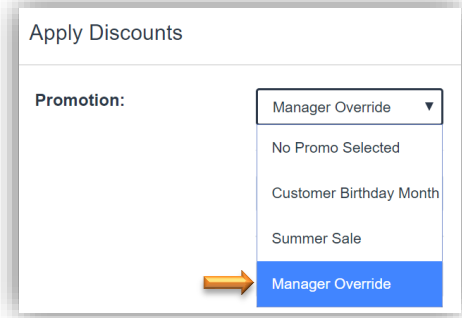 Apply Discounts
Promotion:
Manager Override
No Promo Selected
Customer Birthday Month
Summer Sale
Manager Override